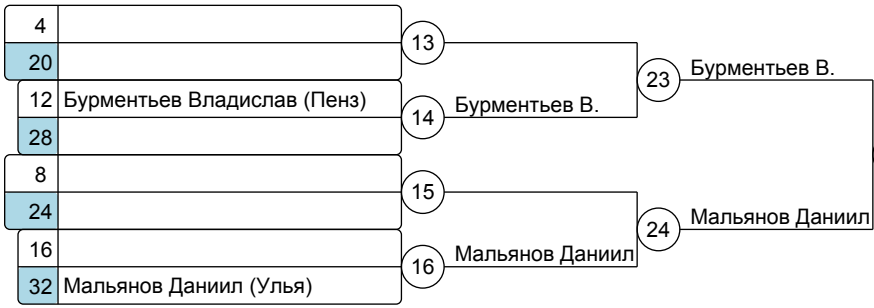 4
13
20
23 Бурментьев В.
12 Бурментьев Владислав (Пенз)
14 Бурментьев В.
28
8
15
24
24 Мальянов Даниил
16
16 Мальянов Даниил
32 Мальянов Даниил (Улья)